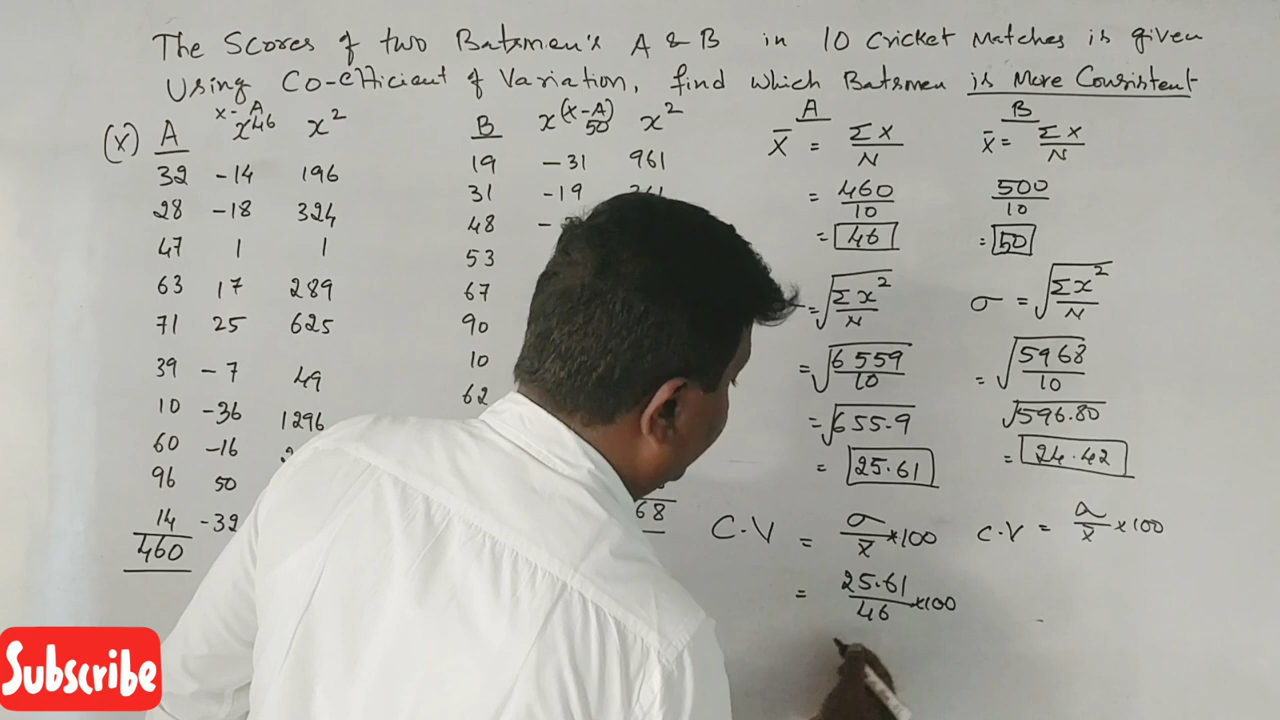 The Scores of two Batsmen's A & B in 10 Cricket Matches is given
Using Co-efficient of Variation, find which Batsmen is More Consistent
(X) A x-A x46 x² B x(x-A) 50 x² A B
32 -14 196 19 -31 961 X̄ = ΣX/N X̄ = ΣX/N
28 -18 324 31 -19 = 460/10 500/10
47 1 1 48 = 46 = 50
63 17 289 53 = √Σx²/N σ = √Σx²/N
71 25 625 67 = √6559/10 = √5968/10
39 -7 49 90 = √655.9 √596.80
10 -36 1296 10 = 25.61 = 24.42
60 -16 62
96 50
14 -32 68 C.V = σ/x̄ *100 C.V = σ/x̄ ×100
460 = 25.61/46 ×100
Subscribe